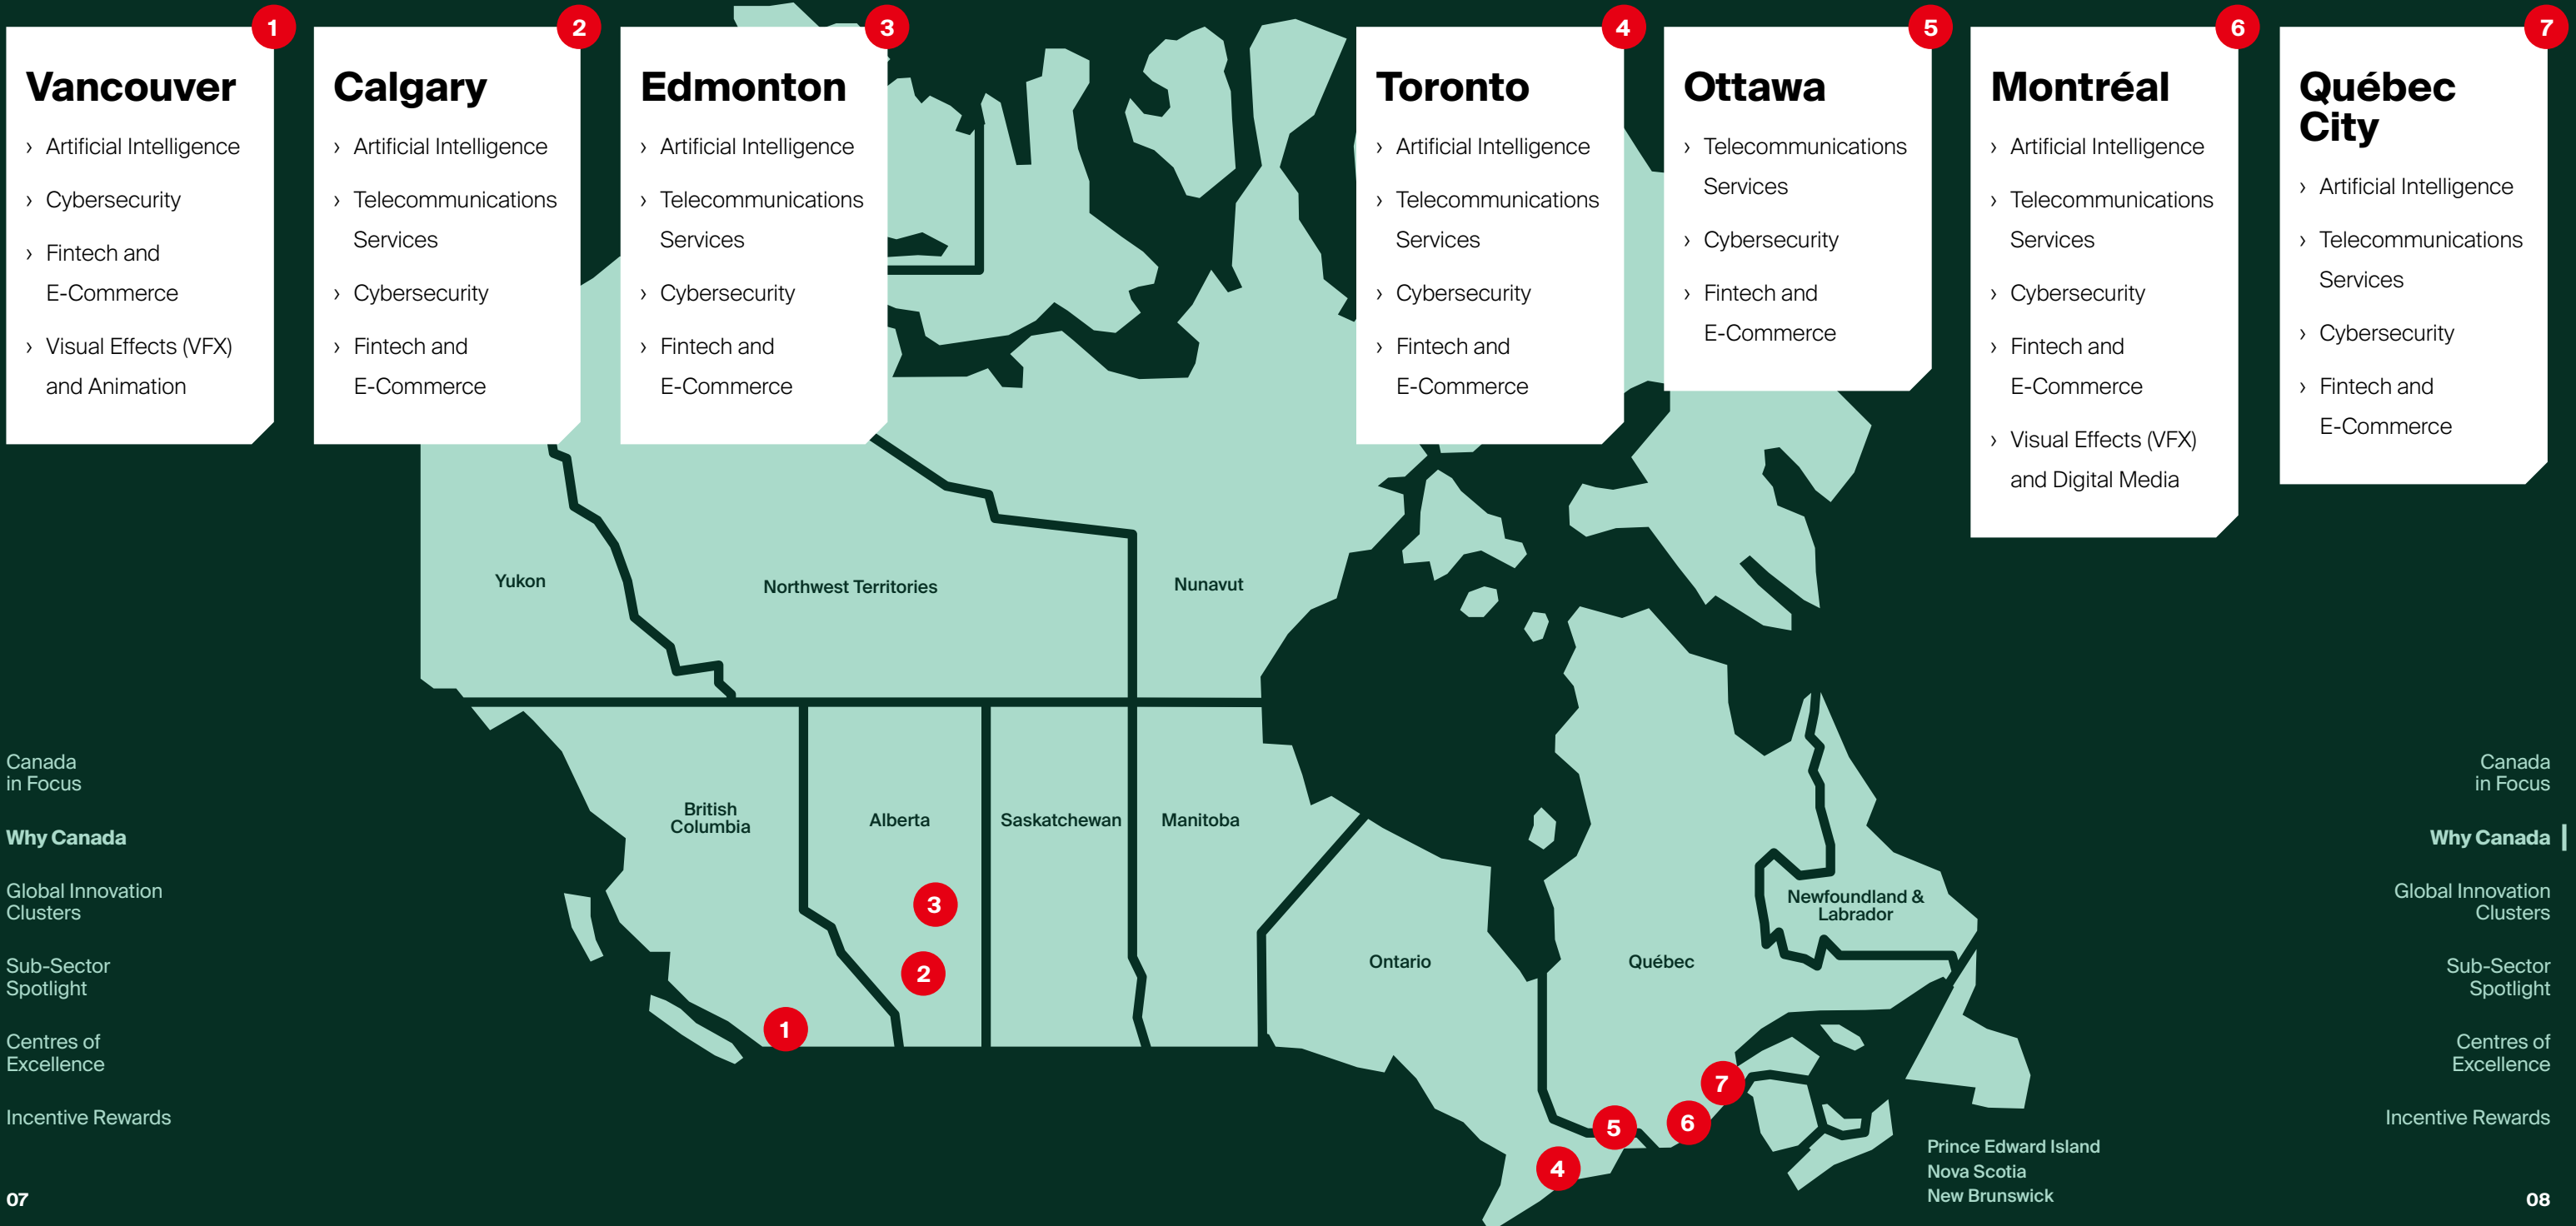 1
Vancouver
› Artificial Intelligence
› Cybersecurity
› Fintech and
E-Commerce
› Visual Effects (VFX)
and Animation
2
Calgary
› Artificial Intelligence
› Telecommunications
Services
› Cybersecurity
› Fintech and
E-Commerce
3
Edmonton
› Artificial Intelligence
› Telecommunications
Services
› Cybersecurity
› Fintech and
E-Commerce
4
Toronto
› Artificial Intelligence
› Telecommunications
Services
› Cybersecurity
› Fintech and
E-Commerce
5
Ottawa
› Telecommunications
Services
› Cybersecurity
› Fintech and
E-Commerce
6
Montréal
› Artificial Intelligence
› Telecommunications
Services
› Cybersecurity
› Fintech and
E-Commerce
› Visual Effects (VFX)
and Digital Media
7
Québec
City
› Artificial Intelligence
› Telecommunications
Services
› Cybersecurity
› Fintech and
E-Commerce
Yukon
Northwest Territories
Nunavut
British
Columbia
Alberta
Saskatchewan
Manitoba
Ontario
Québec
Newfoundland &
Labrador
3
2
1
7
6
5
4
Prince Edward Island
Nova Scotia
New Brunswick
Canada
in Focus
Why Canada
Global Innovation
Clusters
Sub-Sector
Spotlight
Centres of
Excellence
Incentive Rewards
07
Canada
in Focus
Why Canada
Global Innovation
Clusters
Sub-Sector
Spotlight
Centres of
Excellence
Incentive Rewards
08